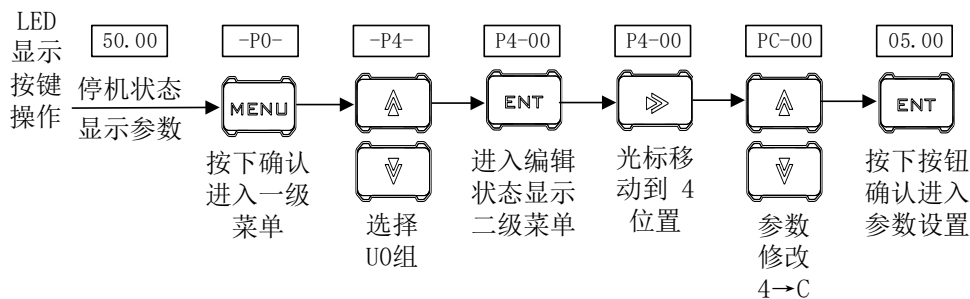 LED
显示
按键
操作
50.00
-P0-
-P4-
P4-00
P4-00
PC-00
05.00
停机状态
显示参数
MENU
ENT
ENT
按下确认
进入一级
菜单
选择
U0组
进入编辑
状态显示
二级菜单
光标移
动到 4
位置
参数
修改
4→C
按下按钮
确认进入
参数设置